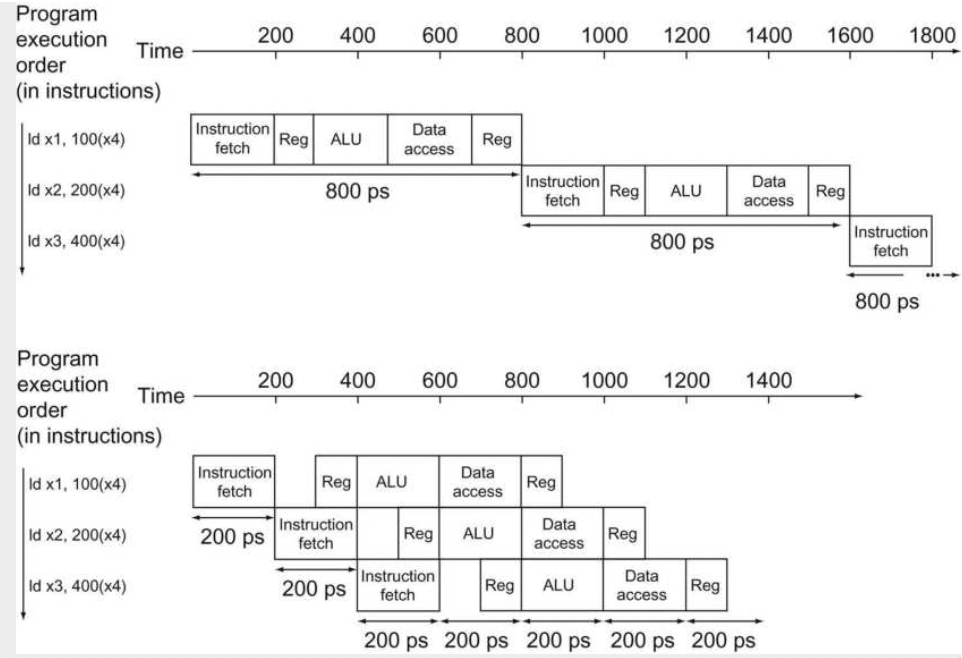 Program
execution
order
(in instructions)
Time
200 400 600 800 1000 1200 1400 1600 1800
ld x1, 100(x4)
Instruction fetch
Reg
ALU
Data access
Reg
800 ps
ld x2, 200(x4)
Instruction fetch
Reg
ALU
Data access
Reg
800 ps
ld x3, 400(x4)
Instruction fetch
...
800 ps
Program
execution
order
(in instructions)
Time
200 400 600 800 1000 1200 1400
ld x1, 100(x4)
Instruction fetch
Reg
ALU
Data access
Reg
200 ps
ld x2, 200(x4)
Instruction fetch
Reg
ALU
Data access
Reg
200 ps
ld x3, 400(x4)
Instruction fetch
Reg
ALU
Data access
Reg
200 ps 200 ps 200 ps 200 ps 200 ps